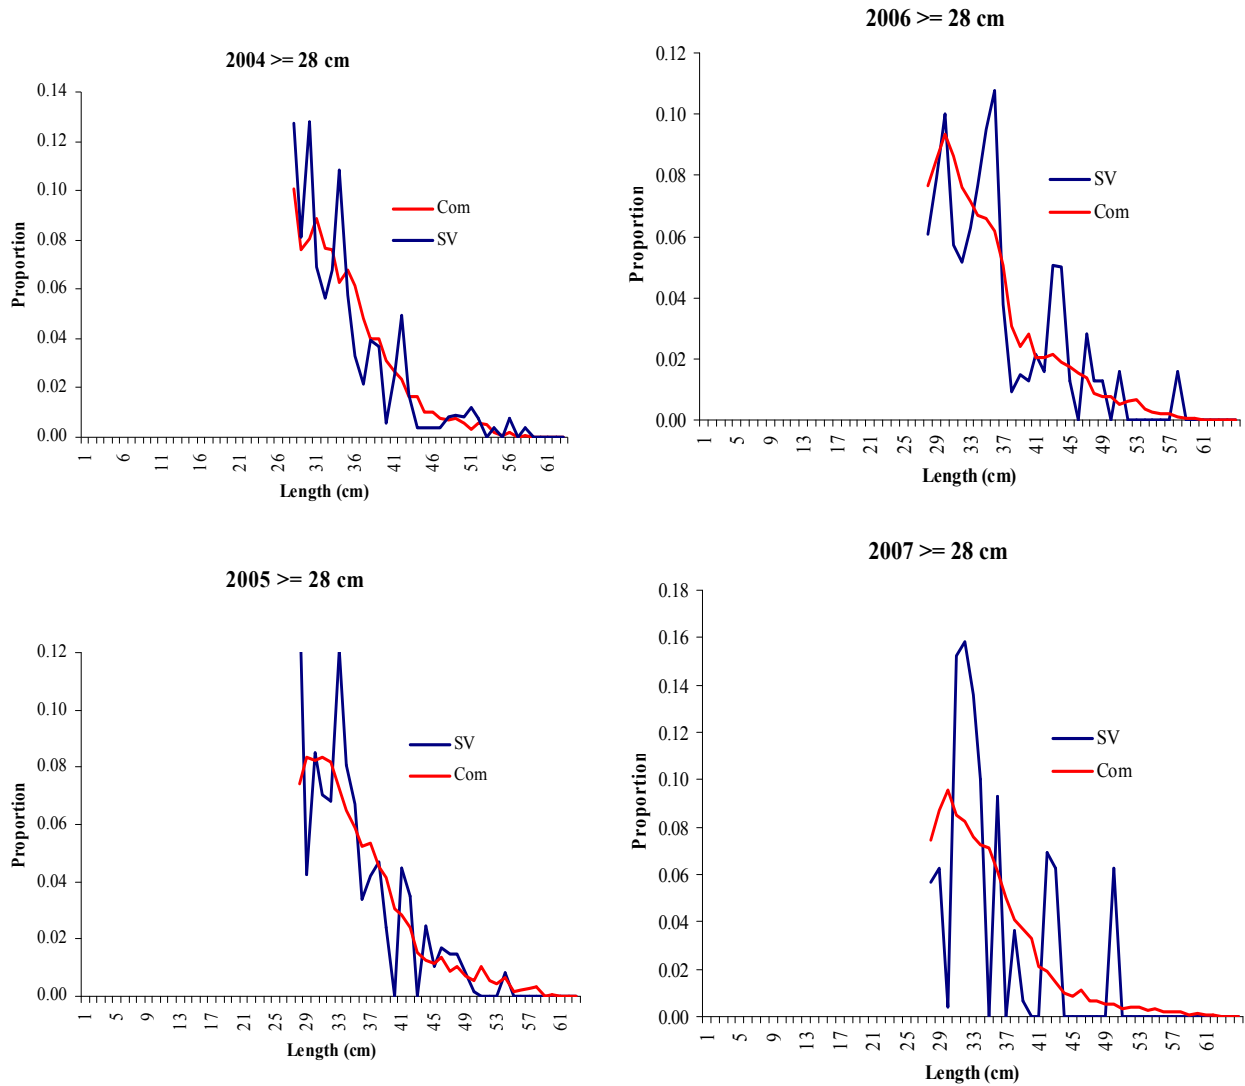 2004 >= 28 cm
0.14
0.12
0.10
0.08
0.06
0.04
0.02
0.00
Proportion
Com
SV
1 6 11 16 21 26 31 36 41 46 51 56 61
Length (cm)
2006 >= 28 cm
0.12
0.10
0.08
0.06
0.04
0.02
0.00
Proportion
SV
Com
1 5 9 13 17 21 25 29 33 37 41 45 49 53 57 61
Length (cm)
2005 >= 28 cm
0.12
0.10
0.08
0.06
0.04
0.02
0.00
Proportion
SV
Com
1 5 9 13 17 21 25 29 33 37 41 45 49 53 57 61
Length (cm)
2007 >= 28 cm
0.18
0.16
0.14
0.12
0.10
0.08
0.06
0.04
0.02
0.00
Proportion
SV
Com
1 5 9 13 17 21 25 29 33 37 41 45 49 53 57 61
Length (cm)